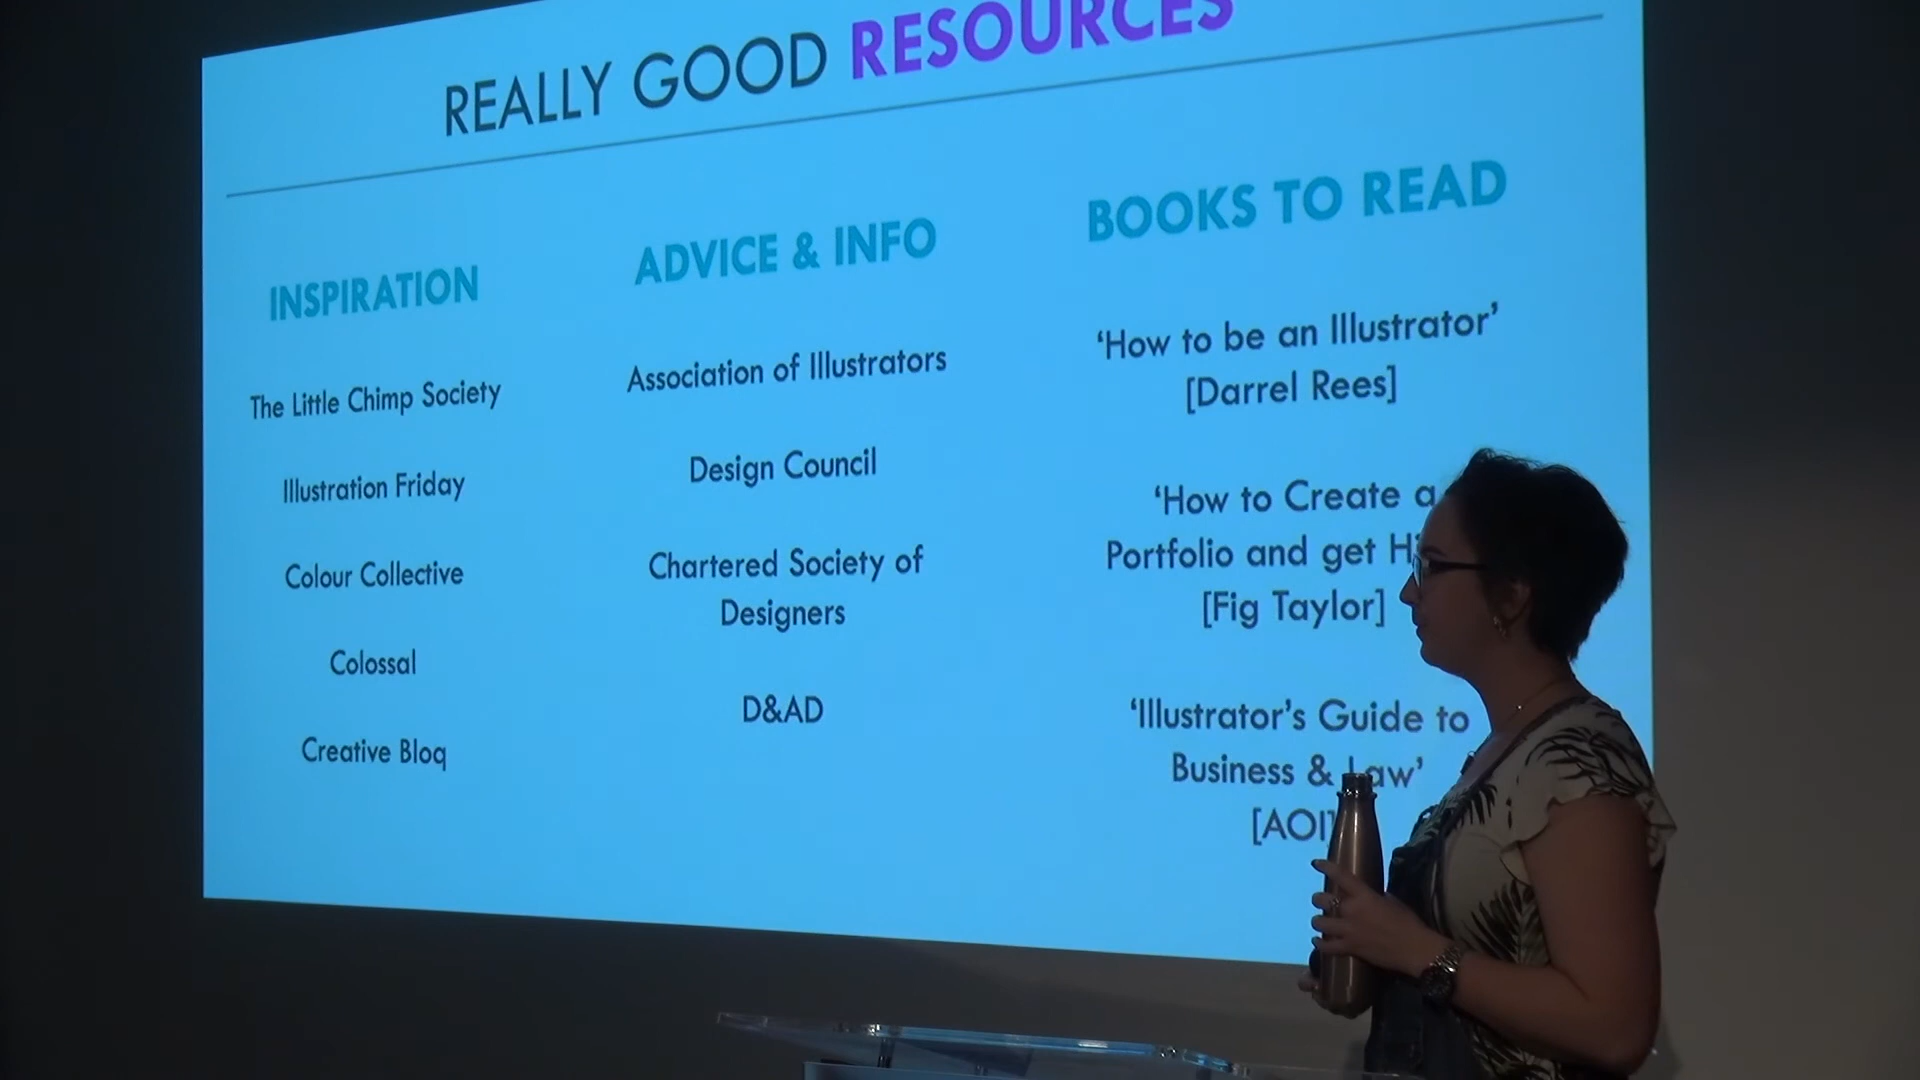 REALLY GOOD RESOURCES
INSPIRATION
The Little Chimp Society
Illustration Friday
Colour Collective
Colossal
Creative Bloq
ADVICE & INFO
Association of Illustrators
Design Council
Chartered Society of
Designers
D&AD
BOOKS TO READ
‘How to be an Illustrator’
[Darrel Rees]
‘How to Create a
Portfolio and get
[Fig Taylor]
‘Illustrator’s Guide to
Business & Law’
[AOI]